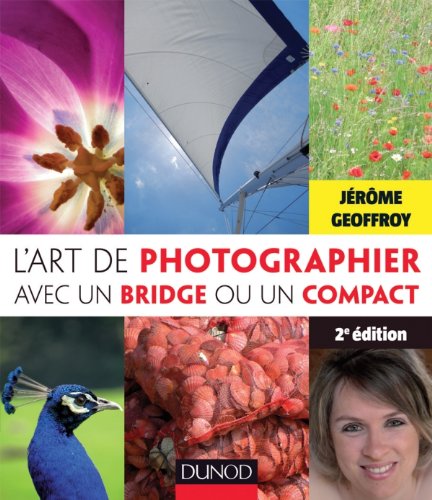 JÉRÔME
GEOFFROY
L'ART DE PHOTOGRAPHIER
AVEC UN BRIDGE OU UN COMPACT
2e édition
DUNOD